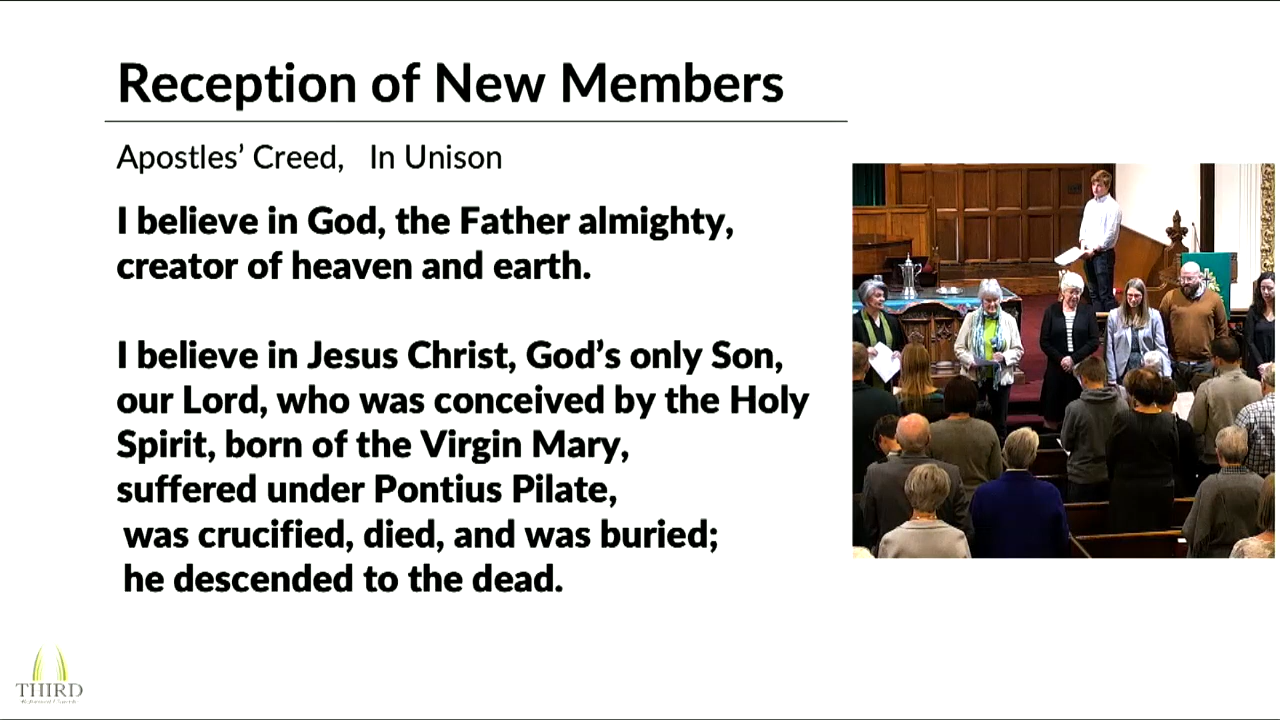 Reception of New Members
Apostles’ Creed, In Unison
I believe in God, the Father almighty,
creator of heaven and earth.
I believe in Jesus Christ, God’s only Son,
our Lord, who was conceived by the Holy
Spirit, born of the Virgin Mary,
suffered under Pontius Pilate,
was crucified, died, and was buried;
he descended to the dead.
THIRD
Reformed Church